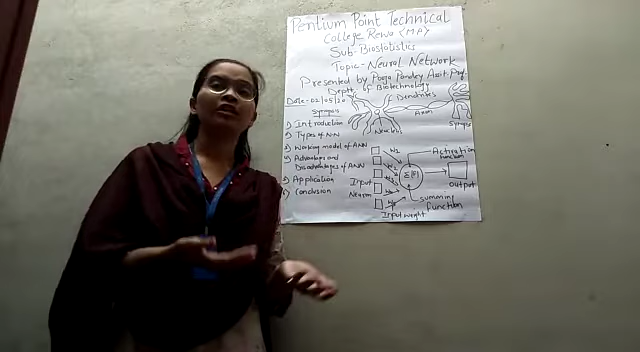 Pentium Point Technical
College Rewa (MP)
Sub- Biostatistics
Topic- Neural Network
Presented by Pooja Pandey Asit. Prof.
Deptt. of Biotechnology
Date- 02/05/20
Synopsis
1) Introduction
2) Types of NN
3) Working model of ANN
4) Advantages and
Disadvantages of ANN
5) Application
6) Conclusion
Dendrites
Axon
Nucleus
Synapsis
Activation
function
Σ
Output
Input
Neuron
Input weight
summing
function